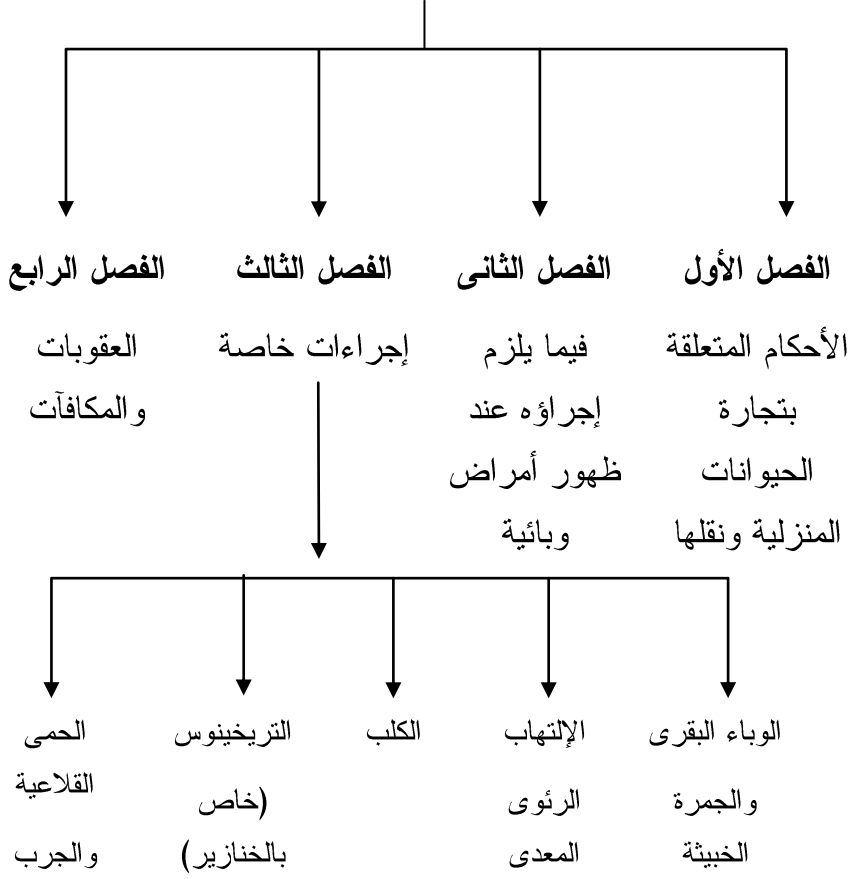 الفصل الأول
الأحكام المتعلقة
بتجارة
الحيوانات
المنزلية ونقلها
الفصل الثانى
فيما يلزم
إجراؤه عند
ظهور أمراض
وبائية
الفصل الثالث
إجراءات خاصة
الفصل الرابع
العقوبات
والمكافآت
الوباء البقرى
والجمرة
الخبيثة
الإلتهاب
الرئوى
المعدى
الكلب
التريخينوس
(خاص
بالخنازير)
الحمى
القلاعية
والجرب